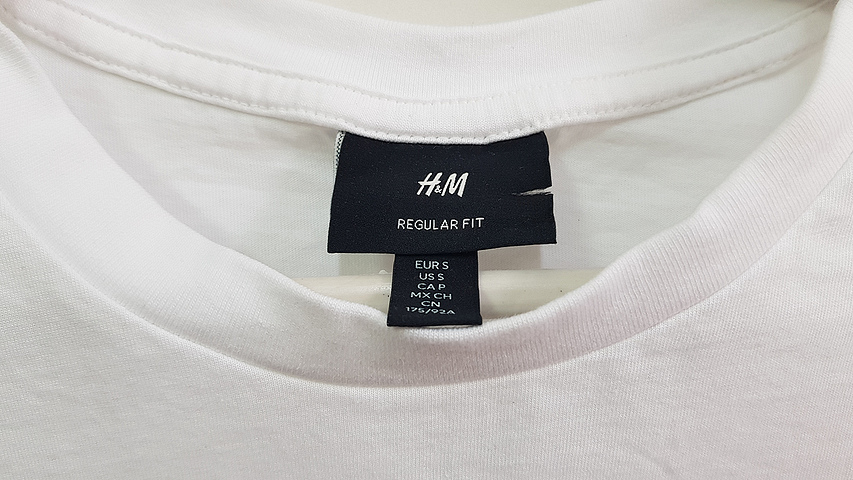 H&M
REGULAR FIT
EUR S
US S
CA P
MX CH
CN
175/92A